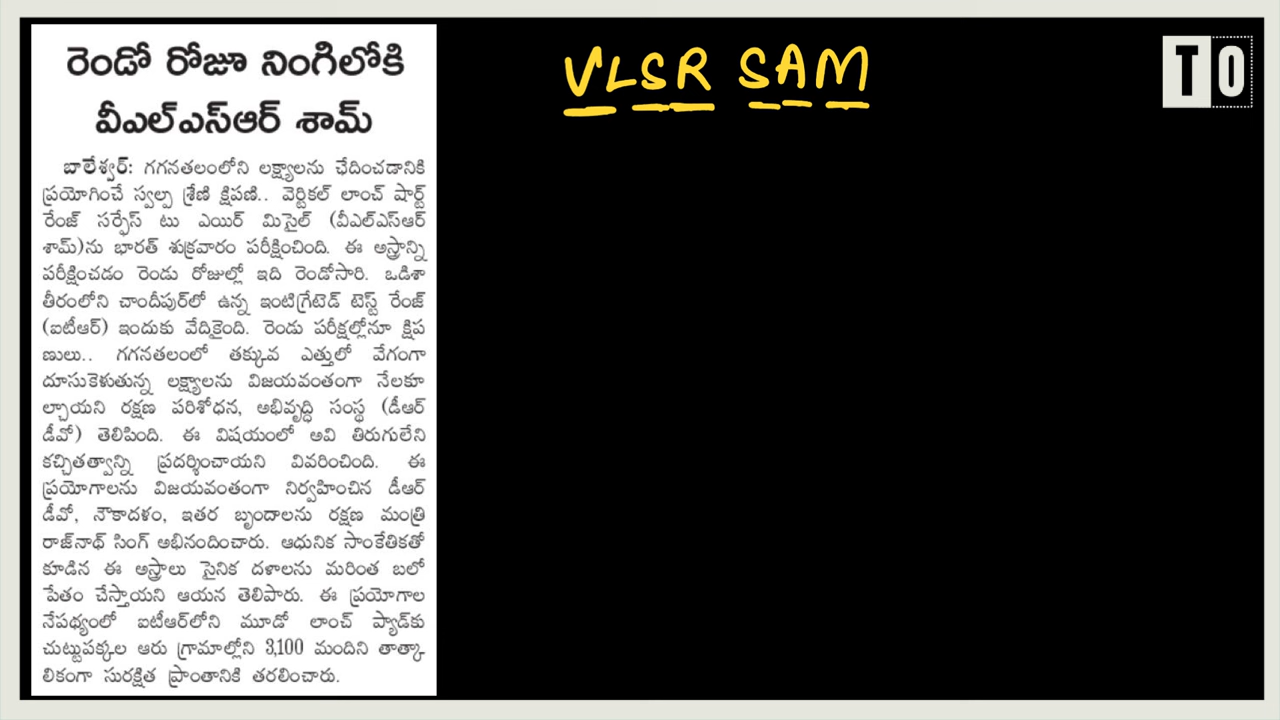 రెండో రోజూ నింగిలోకి
వీఎల్ఎస్ఆర్ శామ్
బాలేశ్వర్: గగనతలంలోని లక్ష్యాలను ఛేదించడానికి
ప్రయోగించే స్వల్ప శ్రేణి క్షిపణి.. వెర్టికల్ లాంచ్ షార్ట్
రేంజ్ సర్ఫేస్ టు ఎయిర్ మిసైల్ (వీఎల్ఎస్ఆర్
శామ్)ను భారత్ శుక్రవారం పరీక్షించింది. ఈ అస్త్రాన్ని
పరీక్షించడం రెండు రోజుల్లో ఇది రెండోసారి. ఒడిశా
తీరంలోని చాందీపుర్‌లో ఉన్న ఇంటిగ్రేటెడ్ టెస్ట్ రేంజ్
(ఐటీఆర్) ఇందుకు వేదికైంది. రెండు పరీక్షల్లోనూ క్షిప
ణులు.. గగనతలంలో తక్కువ ఎత్తులో వేగంగా
దూసుకెళుతున్న లక్ష్యాలను విజయవంతంగా నేలకూ
ల్చాయని రక్షణ పరిశోధన, అభివృద్ధి సంస్థ (డీఆర్
డీవో) తెలిపింది. ఈ విషయంలో అవి తిరుగులేని
కచ్చితత్వాన్ని ప్రదర్శించాయని వివరించింది. ఈ
ప్రయోగాలను విజయవంతంగా నిర్వహించిన డీఆర్
డీవో, నౌకాదళం, ఇతర బృందాలను రక్షణ మంత్రి
రాజ్‌నాథ్ సింగ్ అభినందించారు. ఆధునిక సాంకేతికతో
కూడిన ఈ అస్త్రాలు సైనిక దళాలను మరింత బలో
పేతం చేస్తాయని ఆయన తెలిపారు. ఈ ప్రయోగాల
నేపథ్యంలో ఐటీఆర్‌లోని మూడో లాంచ్ ప్యాడ్‌కు
చుట్టుపక్కల ఆరు గ్రామాల్లోని 3,100 మందిని తాత్కా
లికంగా సురక్షిత ప్రాంతానికి తరలించారు.
VLSR SAM
TO